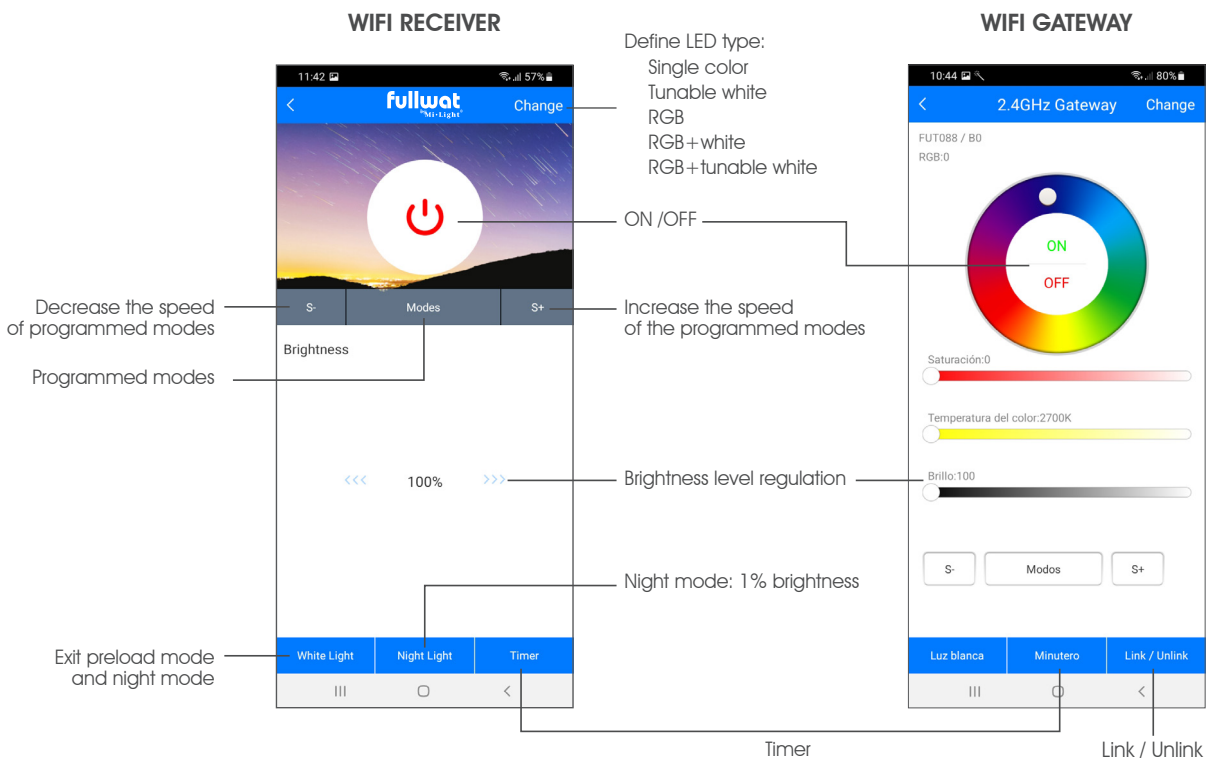 WIFI RECEIVER
WIFI GATEWAY
Define LED type:
Single color
Tunable white
RGB
RGB+white
RGB+tunable white
11:42
57%
fullwat
by Mi·Light
Change
10:44
80%
2.4GHz Gateway
Change
FUT088 / B0
RGB:0
ON /OFF
ON
OFF
Decrease the speed
of programmed modes
S-
Modes
S+
Increase the speed
of the programmed modes
Brightness
Programmed modes
Saturación:0
Temperatura del color:2700K
<<<
100%
>>>
Brightness level regulation
Brillo:100
S-
Modos
S+
Night mode: 1% brightness
Exit preload mode
and night mode
White Light
Night Light
Timer
Luz blanca
Minutero
Link / Unlink
Timer
Link / Unlink